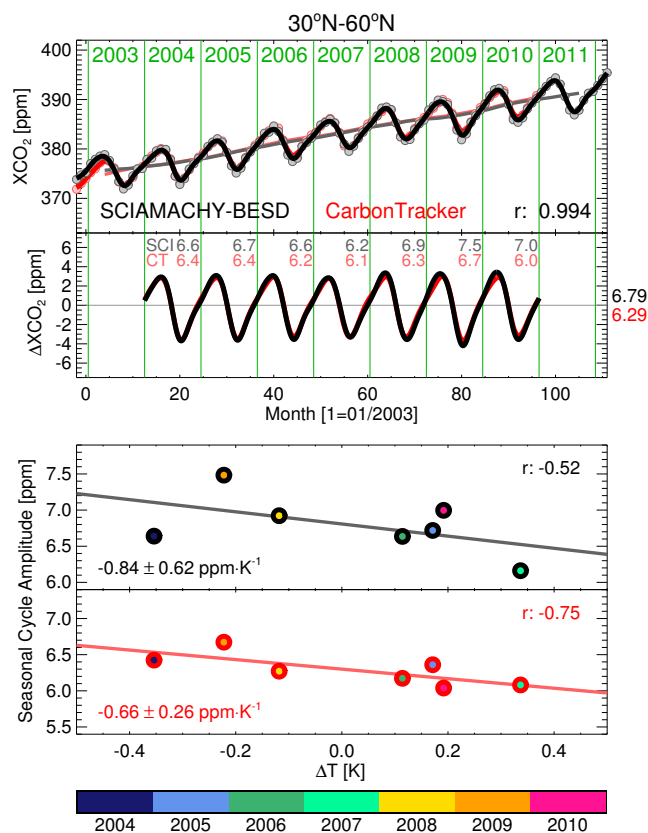 30°N-60°N
400
2003 2004 2005 2006 2007 2008 2009 2010 2011
390
380
370
XCO₂ [ppm]
SCIAMACHY-BESD CarbonTracker r: 0.994
SCI 6.6 6.7 6.6 6.2 6.9 7.5 7.0
CT 6.4 6.4 6.2 6.1 6.3 6.7 6.0
6
4
2
0
-2
-4
-6
ΔXCO₂ [ppm]
6.79
6.29
0 20 40 60 80 100
Month [1=01/2003]
7.5
7.0
6.5
6.0
r: -0.52
-0.84 ± 0.62 ppm·K⁻¹
Seasonal Cycle Amplitude [ppm]
7.0
6.5
6.0
5.5
r: -0.75
-0.66 ± 0.26 ppm·K⁻¹
-0.4 -0.2 0.0 0.2 0.4
ΔT [K]
2004 2005 2006 2007 2008 2009 2010